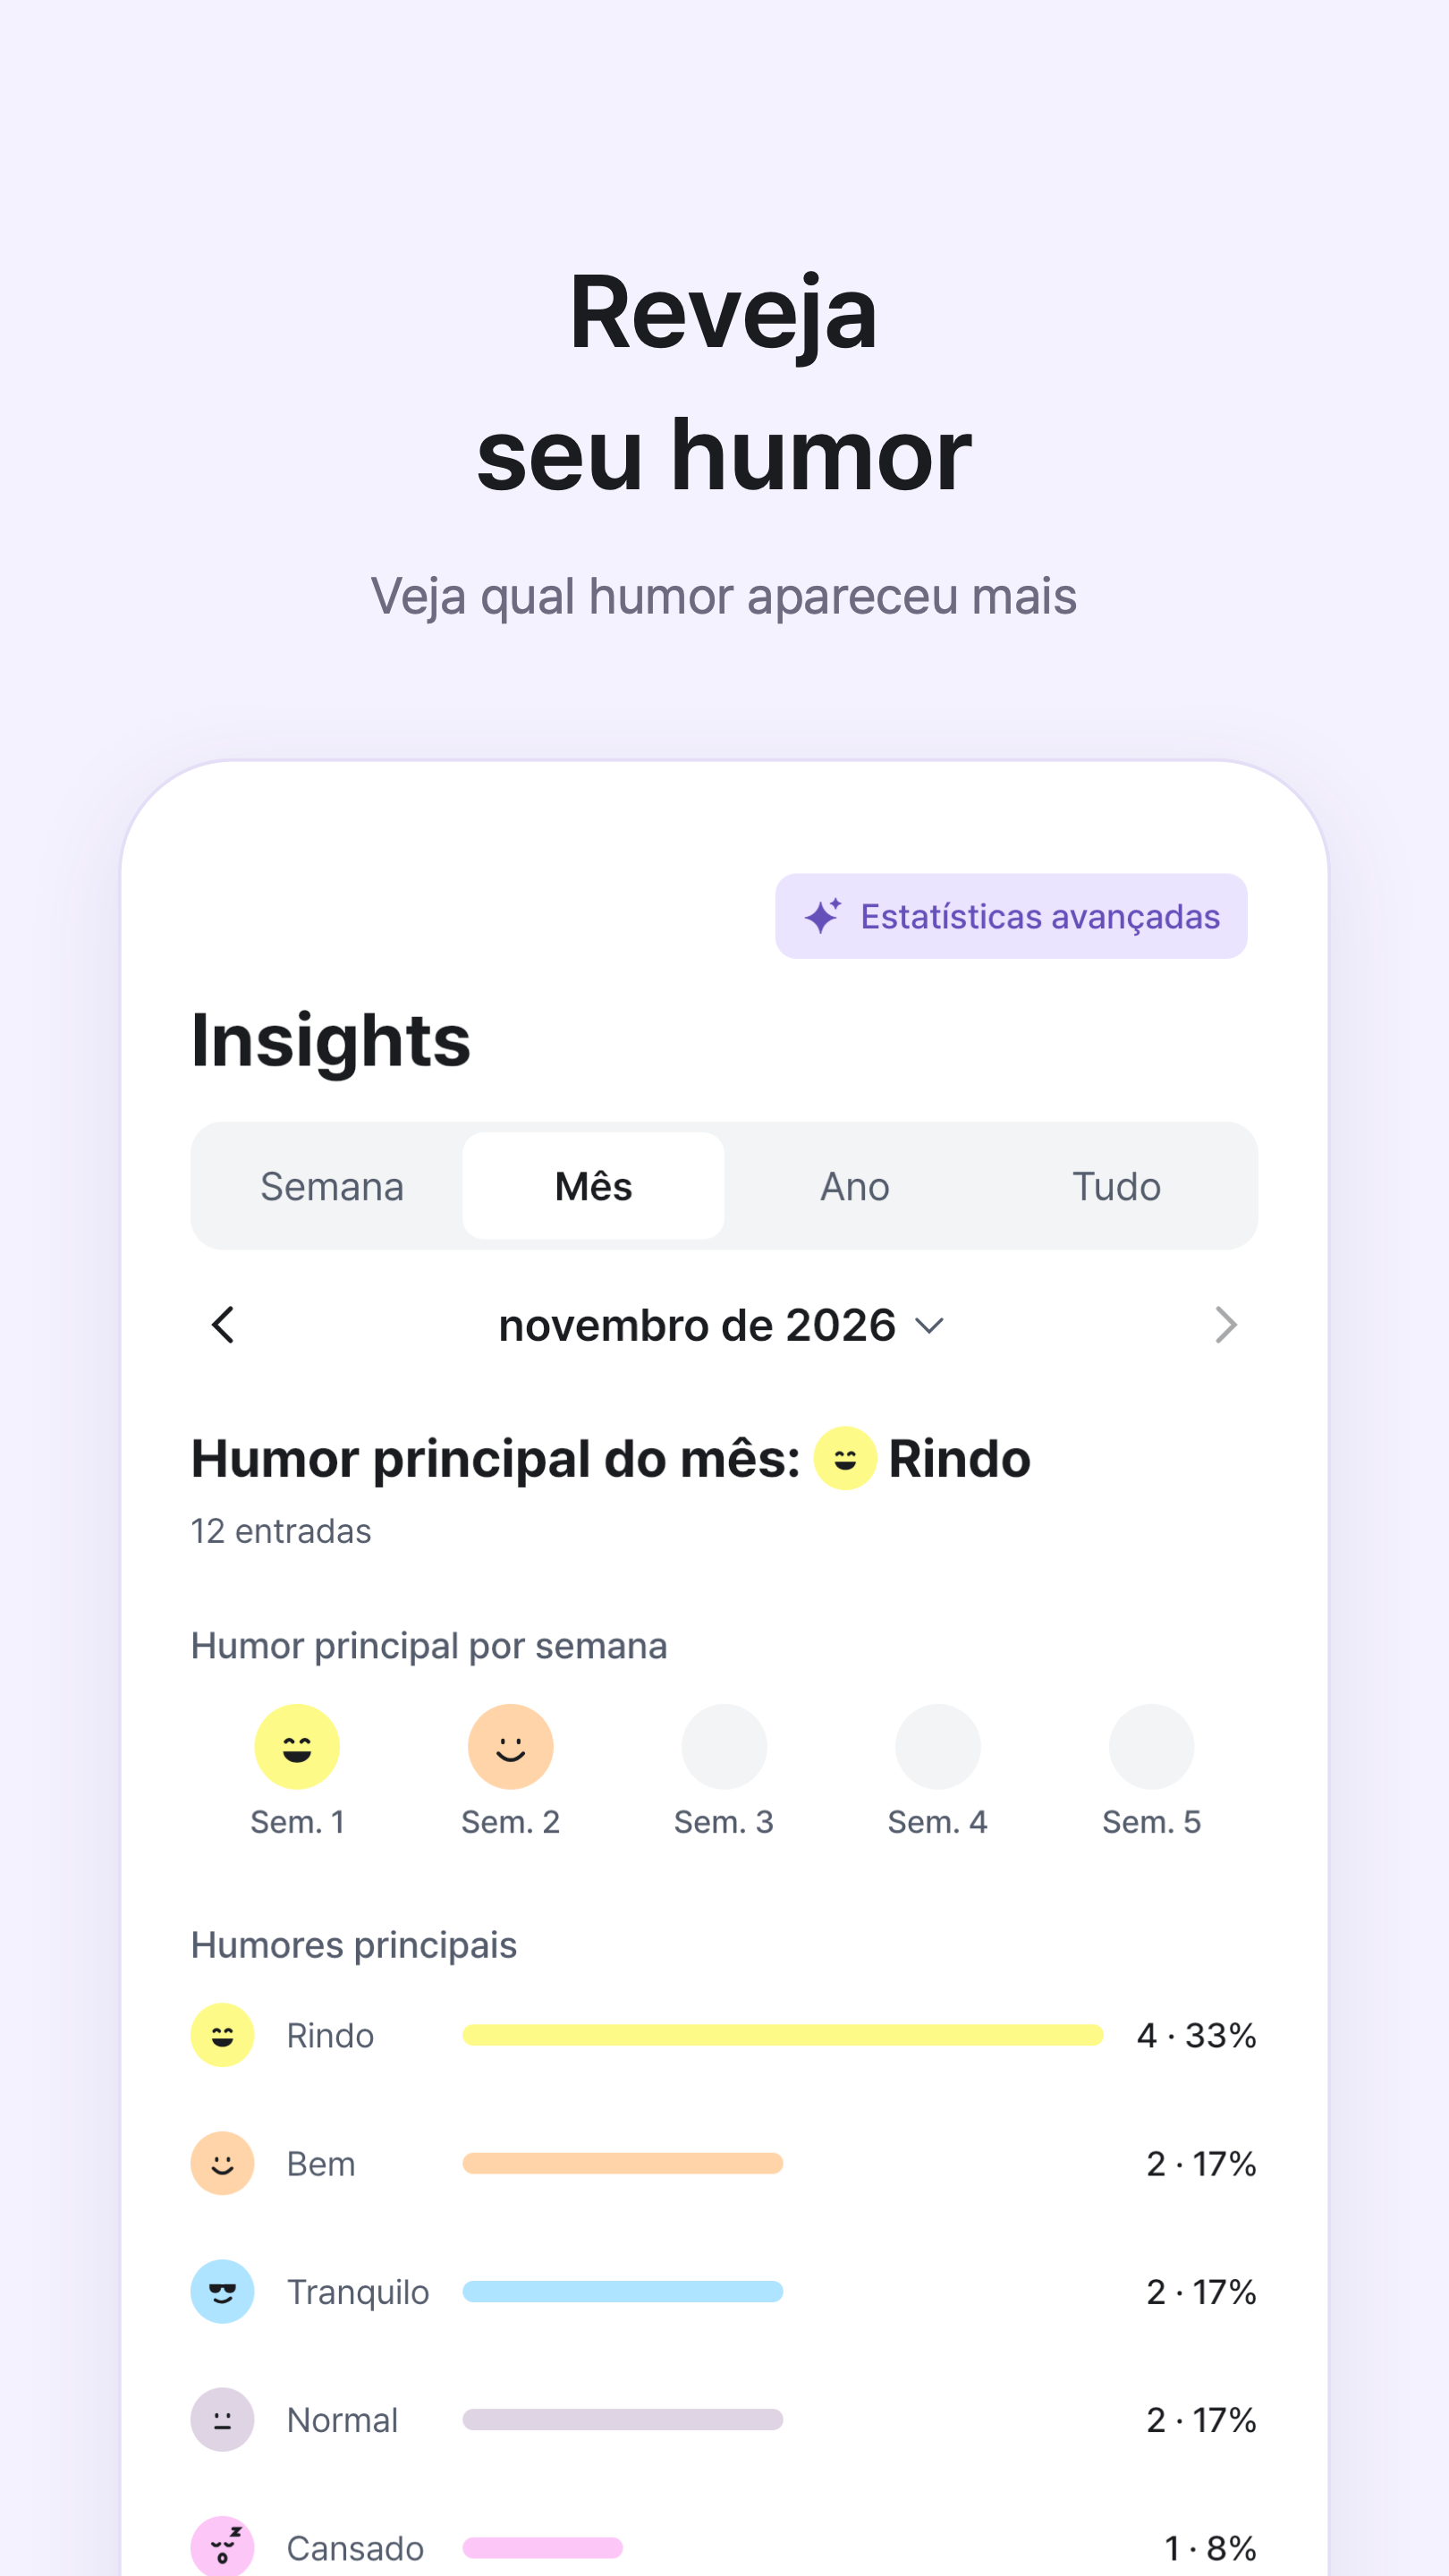 Reveja
seu humor
Veja qual humor apareceu mais
Estatísticas avançadas
Insights
Semana Mês Ano Tudo
novembro de 2026
Humor principal do mês: Rindo
12 entradas
Humor principal por semana
Sem. 1 Sem. 2 Sem. 3 Sem. 4 Sem. 5
Humores principais
Rindo 4 · 33%
Bem 2 · 17%
Tranquilo 2 · 17%
Normal 2 · 17%
Cansado 1 · 8%